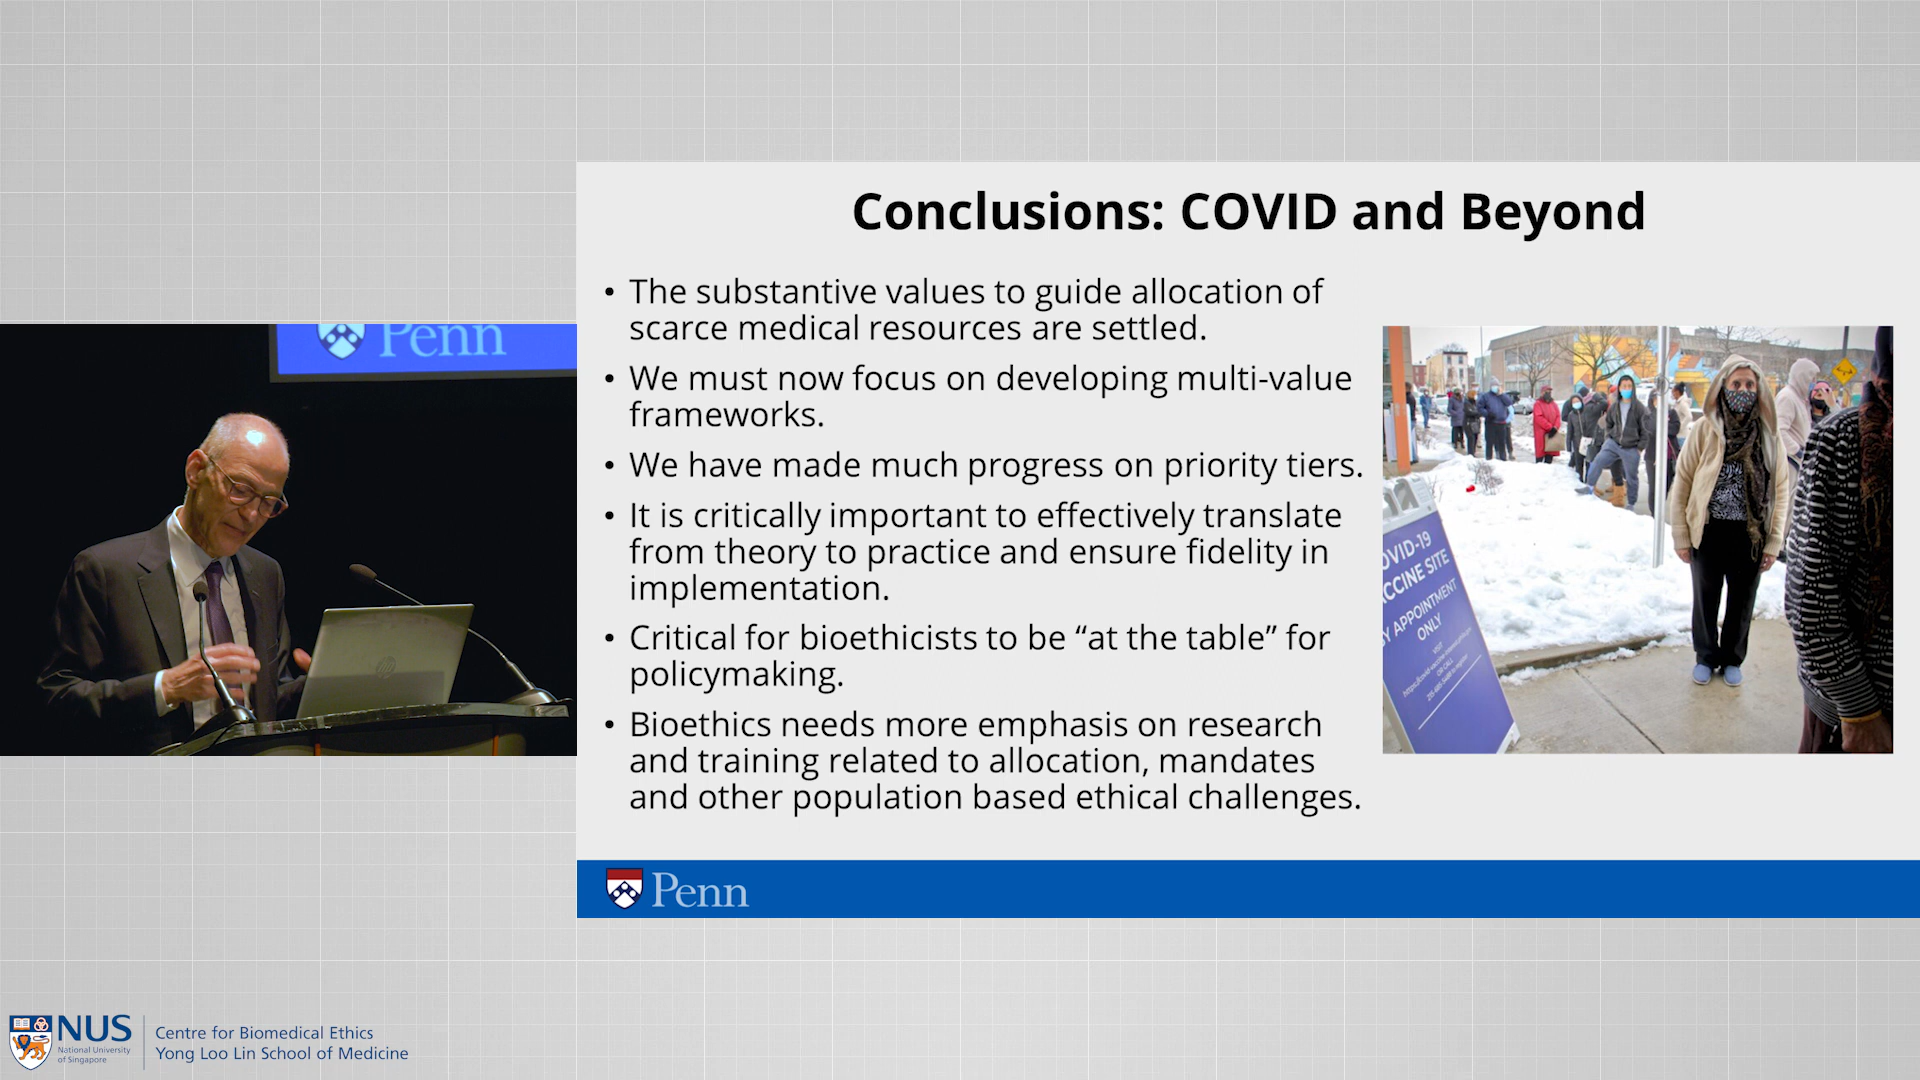 Penn
Conclusions: COVID and Beyond
• The substantive values to guide allocation of
scarce medical resources are settled.
• We must now focus on developing multi-value
frameworks.
• We have made much progress on priority tiers.
• It is critically important to effectively translate
from theory to practice and ensure fidelity in
implementation.
• Critical for bioethicists to be “at the table” for
policymaking.
• Bioethics needs more emphasis on research
and training related to allocation, mandates
and other population based ethical challenges.
OVID-19
CCINE SITE
Y APPOINTMENT
ONLY
VISIT
OR CALL
Penn
NUS
National University
of Singapore
Centre for Biomedical Ethics
Yong Loo Lin School of Medicine